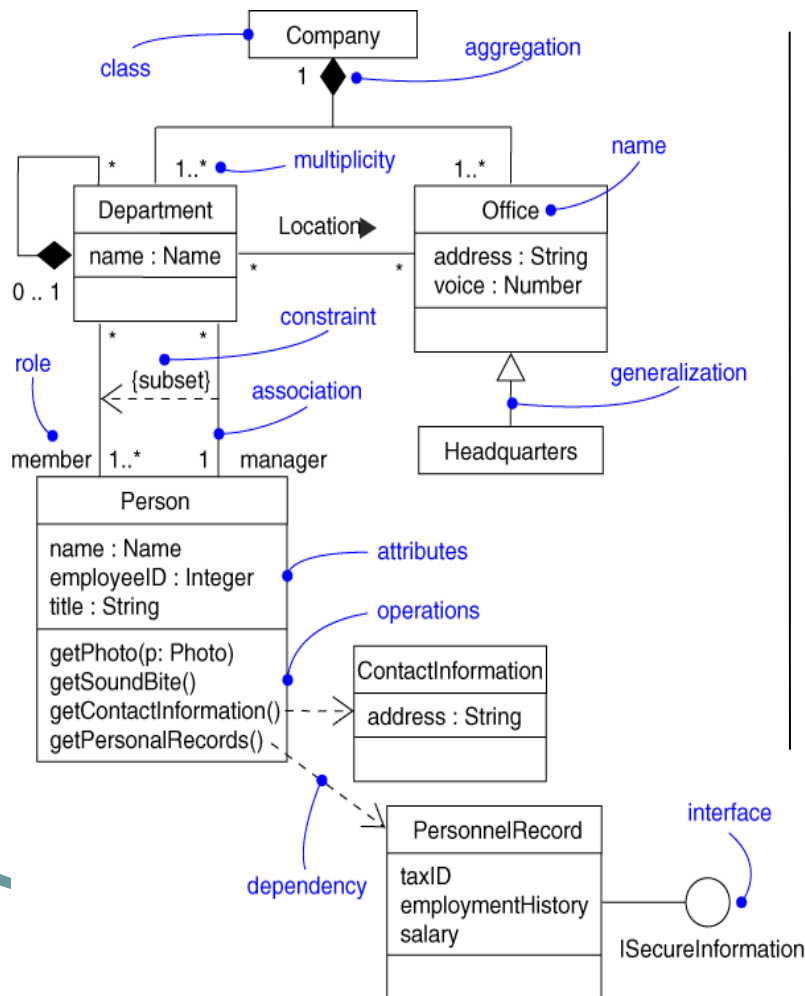 Company
class
aggregation
1
1..*
multiplicity
1..*
name
*
Department
name : Name
0 .. 1
Location
*
*
Office
address : String
voice : Number
*
*
constraint
{subset}
role
association
generalization
member
1..*
1
manager
Headquarters
Person
name : Name
employeeID : Integer
title : String
attributes
operations
getPhoto(p: Photo)
getSoundBite()
getContactInformation()
getPersonalRecords()
ContactInformation
address : String
dependency
PersonnelRecord
taxID
employmentHistory
salary
interface
ISecureInformation